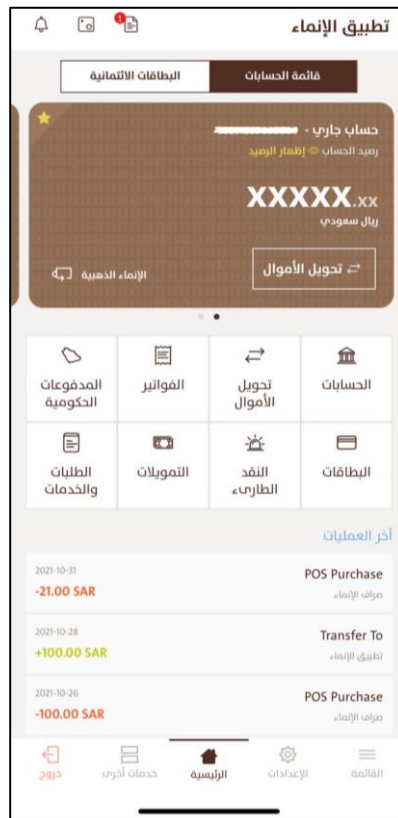 تطبيق الإنماء
1
قائمة الحسابات
البطاقات الائتمانية
حساب جاري -
رصيد الحساب إظهار الرصيد
XXXXX.xx
ريال سعودي
تحويل الأموال
الإنماء الذهبية
الحسابات
تحويل الأموال
الفواتير
المدفوعات الحكومية
البطاقات
النقد الطارىء
التمويلات
الطلبات والخدمات
آخر العمليات
POS Purchase
2021-10-31
صراف الإنماء
-21.00 SAR
Transfer To
2021-10-28
تطبيق الإنماء
+100.00 SAR
POS Purchase
2021-10-26
صراف الإنماء
-100.00 SAR
القائمة
الإعدادات
الرئيسية
خدمات أخرى
خروج